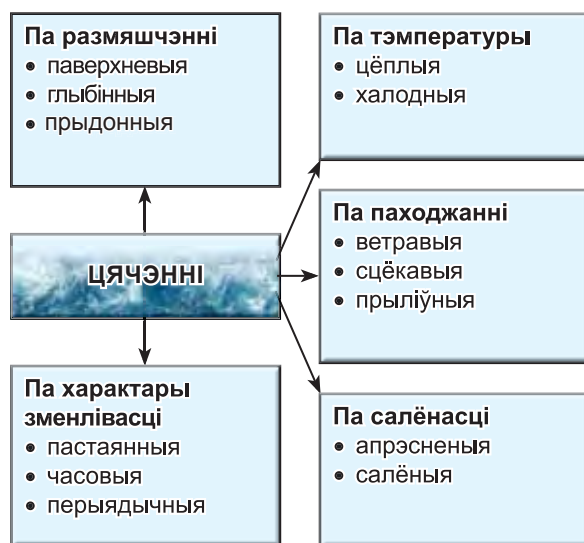 Па размяшчэнні
• паверхневыя
• глыбінныя
• прыдонныя
Па тэмпературы
• цёплыя
• халодныя
ЦЯЧЭННІ
Па паходжанні
• ветравыя
• сцёкавыя
• прыліўныя
Па характары
зменлівасці
• пастаянныя
• часовыя
• перыядычныя
Па салёнасці
• апрэсненыя
• салёныя